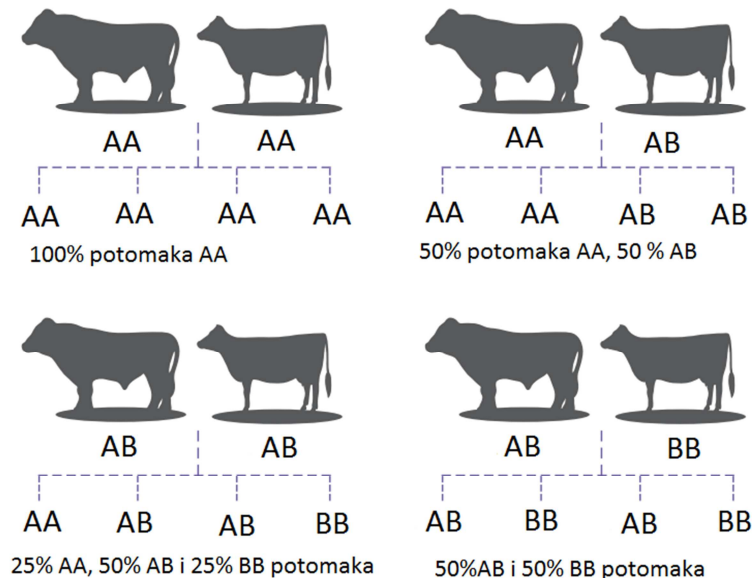 AA AA
AA AA AA AA
100% potomaka AA
AA AB
AA AA AB AB
50% potomaka AA, 50 % AB
AB AB
AA AB AB BB
25% AA, 50% AB i 25% BB potomaka
AB BB
AB BB AB BB
50%AB i 50% BB potomaka